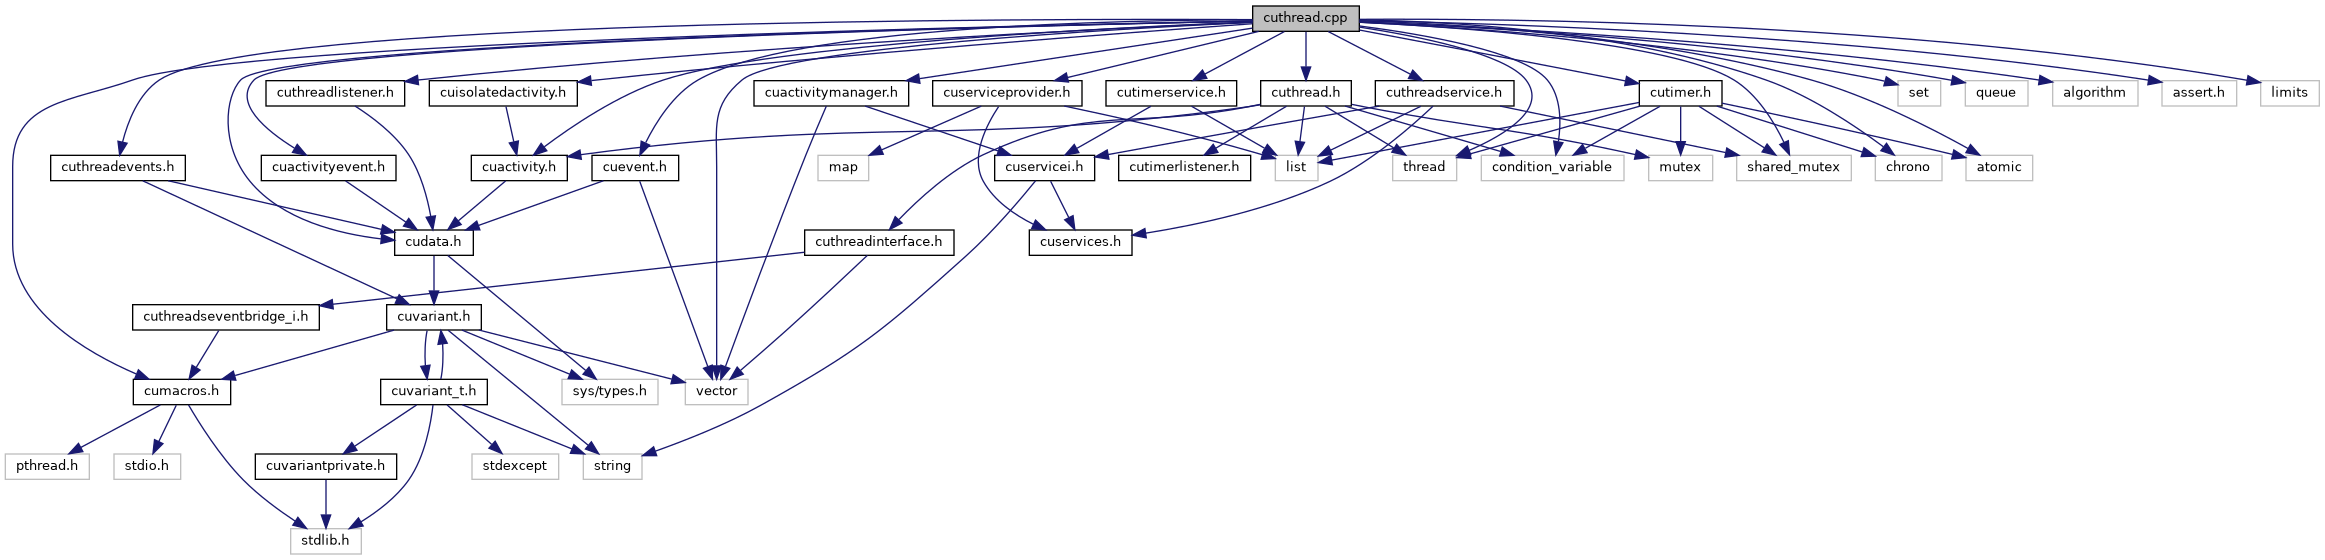 cuthread.cpp
cuthreadlistener.h
cuisolatedactivity.h
cuactivitymanager.h
cuserviceprovider.h
cutimerservice.h
cuthread.h
cuthreadservice.h
cutimer.h
set
queue
algorithm
assert.h
limits
cuthreadevents.h
cuactivityevent.h
cuactivity.h
cuevent.h
map
cuservicei.h
cutimerlistener.h
list
thread
condition_variable
mutex
shared_mutex
chrono
atomic
cudata.h
cuthreadinterface.h
cuservices.h
cuthreadseventbridge_i.h
cuvariant.h
cumacros.h
cuvariant_t.h
sys/types.h
vector
pthread.h
stdio.h
cuvariantprivate.h
stdexcept
string
stdlib.h